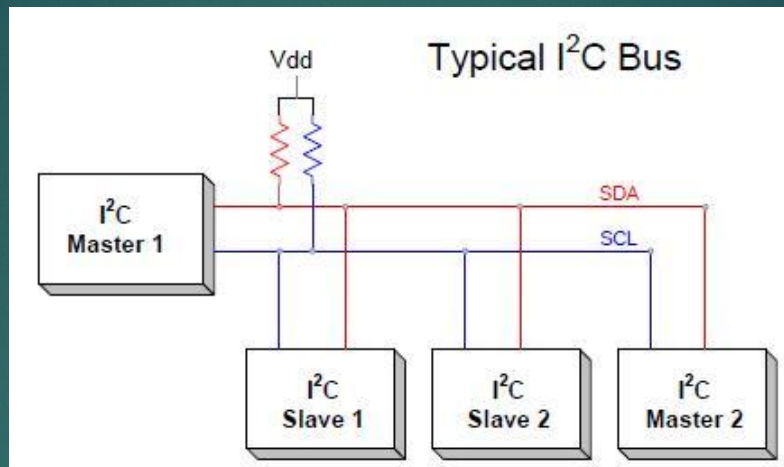 Typical I²C Bus
Vdd
SDA
I²C
Master 1
SCL
I²C
Slave 1
I²C
Slave 2
I²C
Master 2